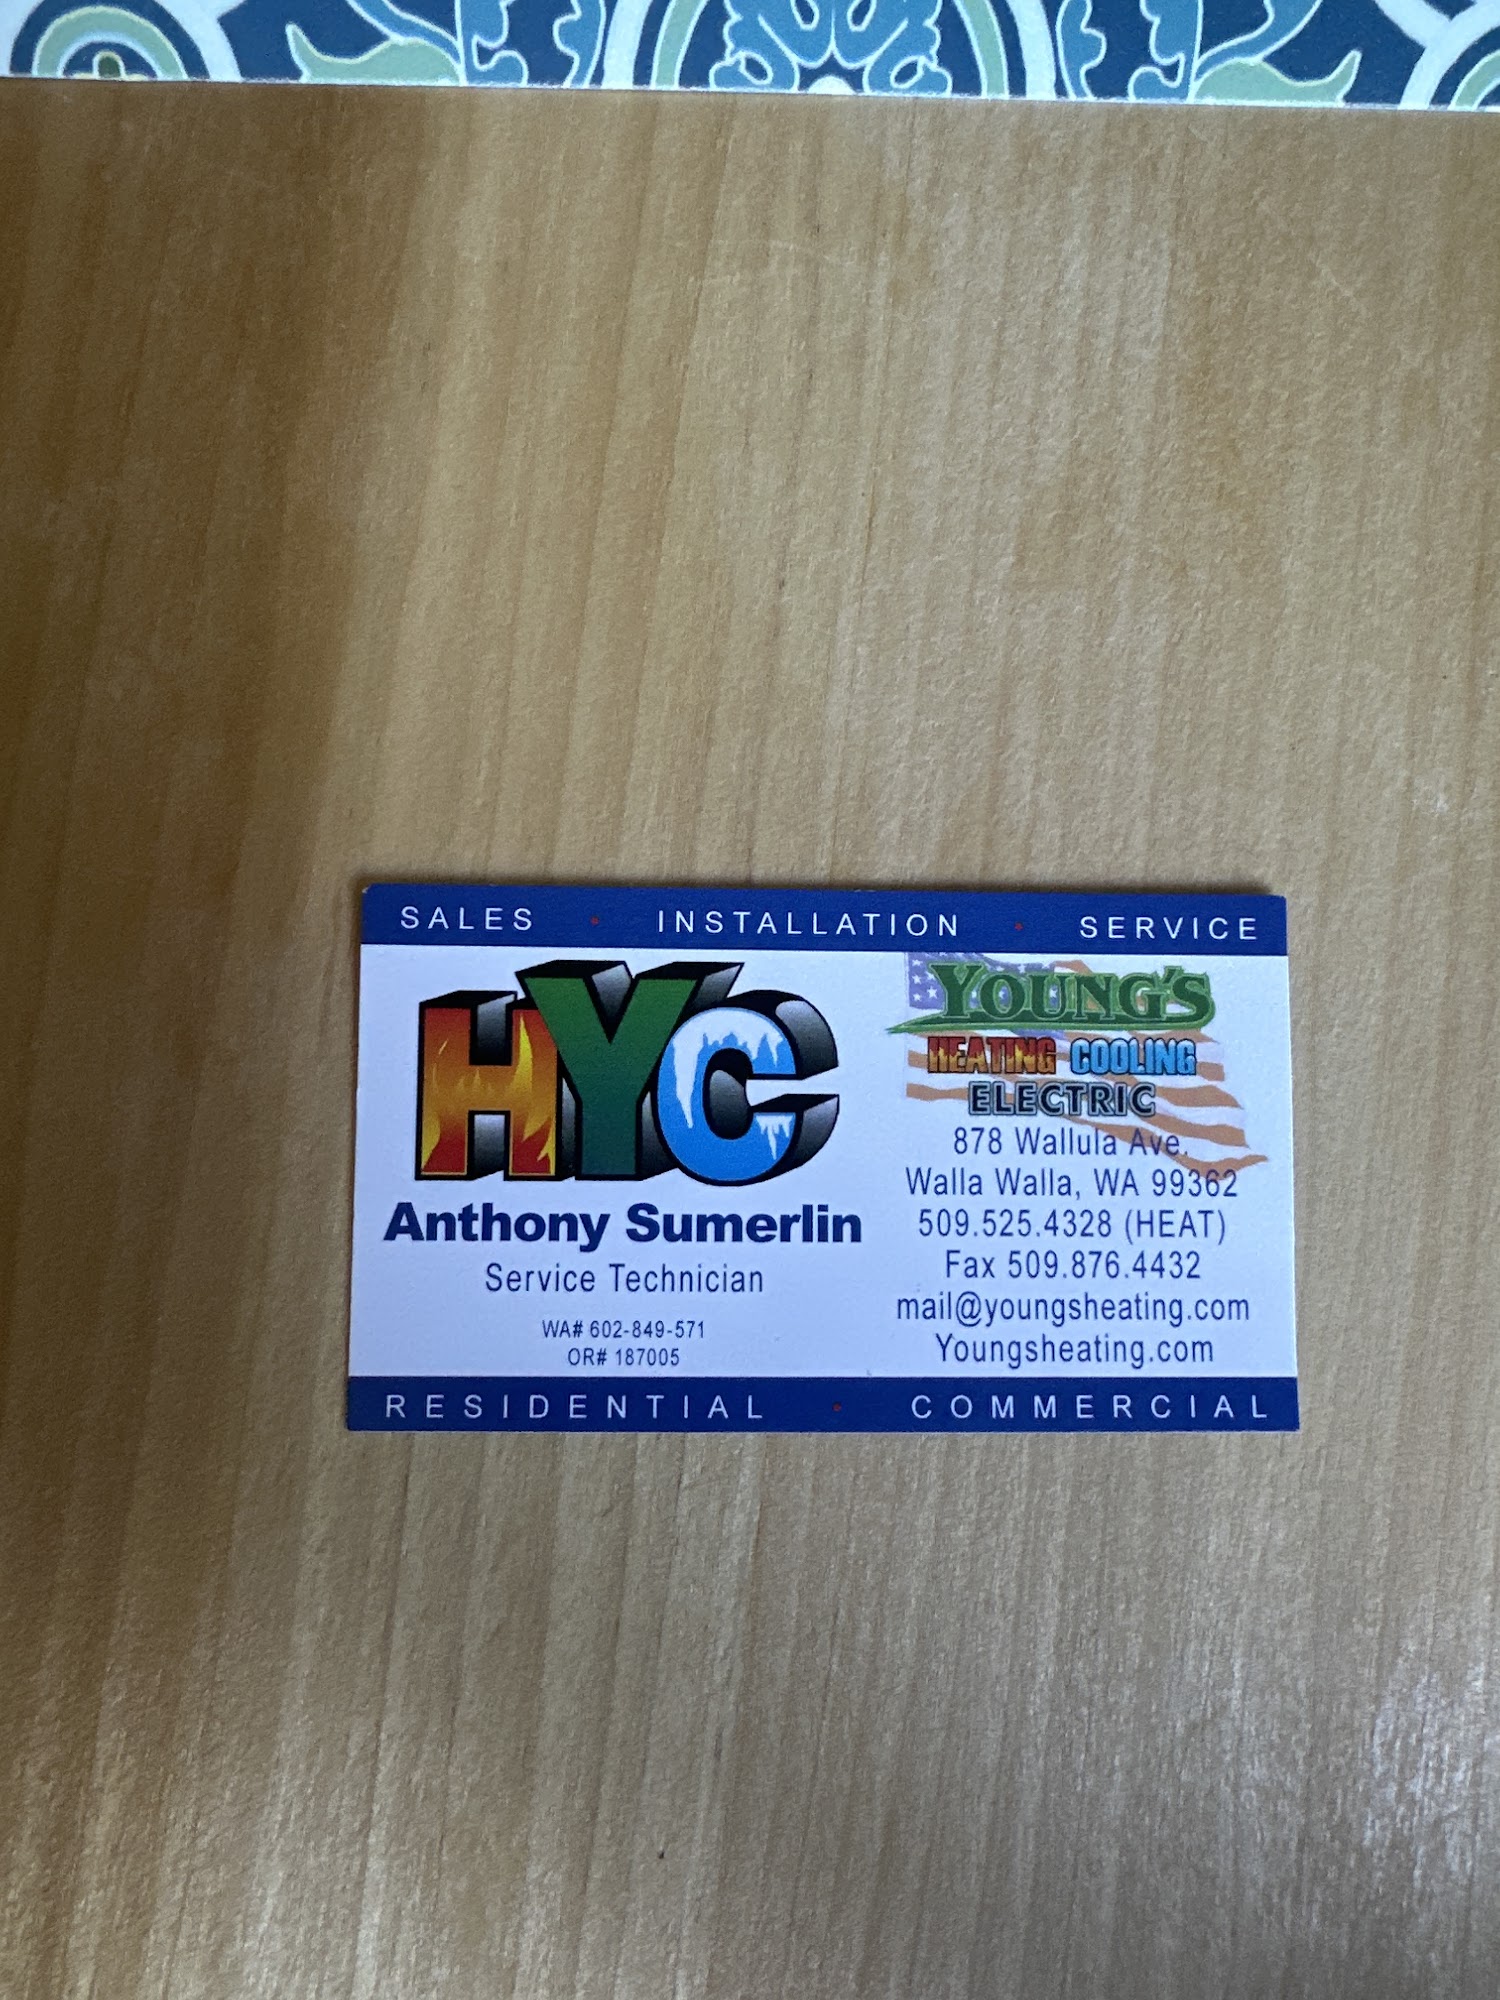 SALES • INSTALLATION • SERVICE
HYC
Anthony Sumerlin
Service Technician
WA# 602-849-571
OR# 187005
YOUNG'S
HEATING COOLING
ELECTRIC
878 Wallula Ave.
Walla Walla, WA 99362
509.525.4328 (HEAT)
Fax 509.876.4432
mail@youngsheating.com
Youngsheating.com
RESIDENTIAL • COMMERCIAL